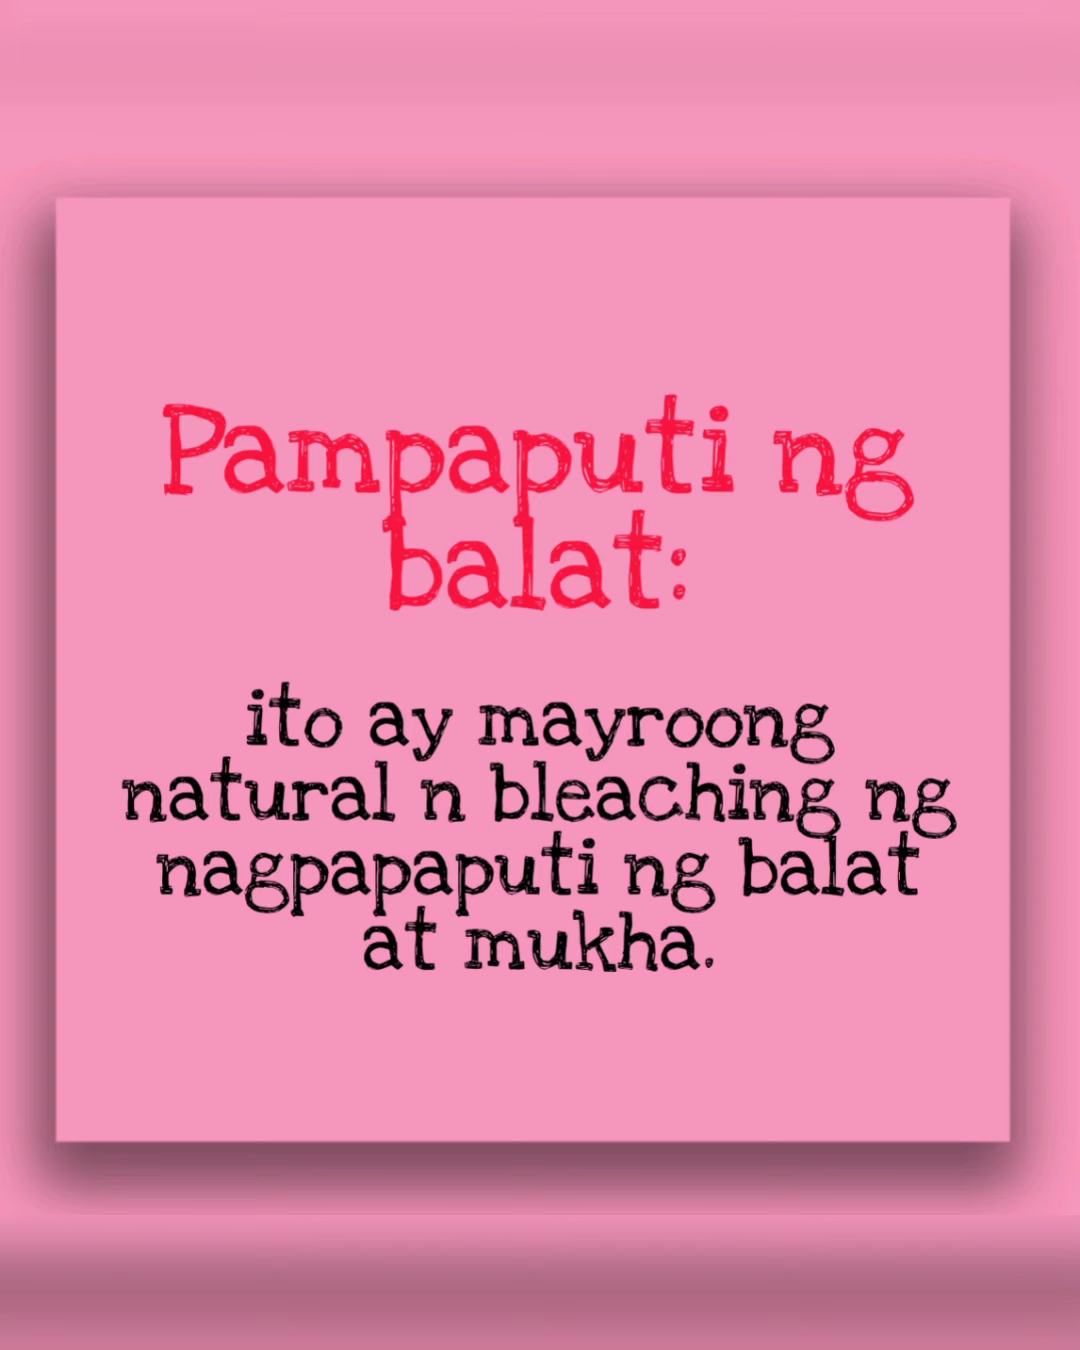 Pampaputi ng
balat:
ito ay mayroong
natural n bleaching ng
nagpapaputi ng balat
at mukha.